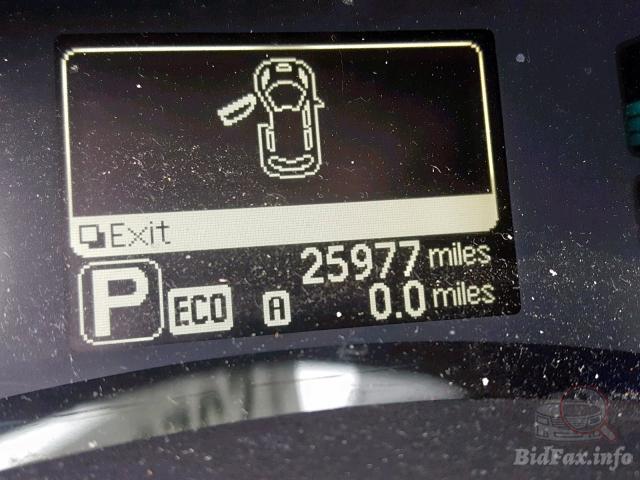 Exit
25977 miles
P ECO A 0.0 miles
BidFax.info